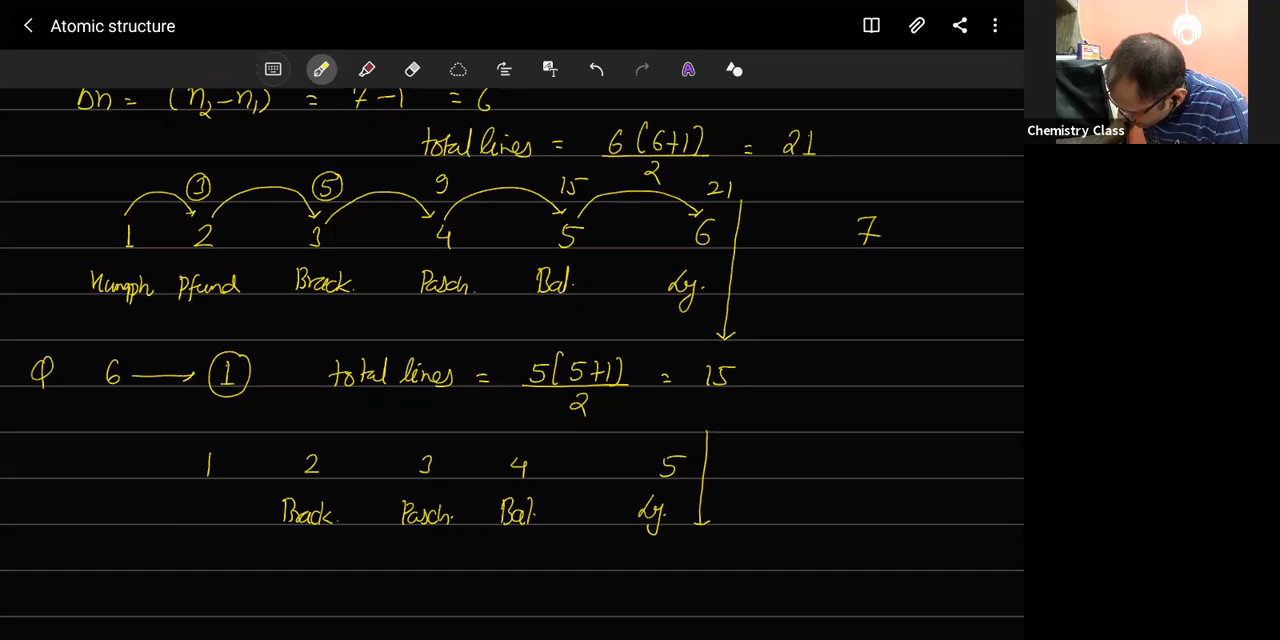 Atomic structure
Δn = (n₂-n₁) = 7-1 = 6
total lines = 6(6+1)/2 = 21
③ ⑤ 9 15 21
1 2 3 4 5 6 7
Humph Pfund Brack. Pasch. Bal. Ly.
Q 6 → ① total lines = 5(5+1)/2 = 15
1 2 3 4 5
Brack. Pasch. Bal. Ly.
Chemistry Class